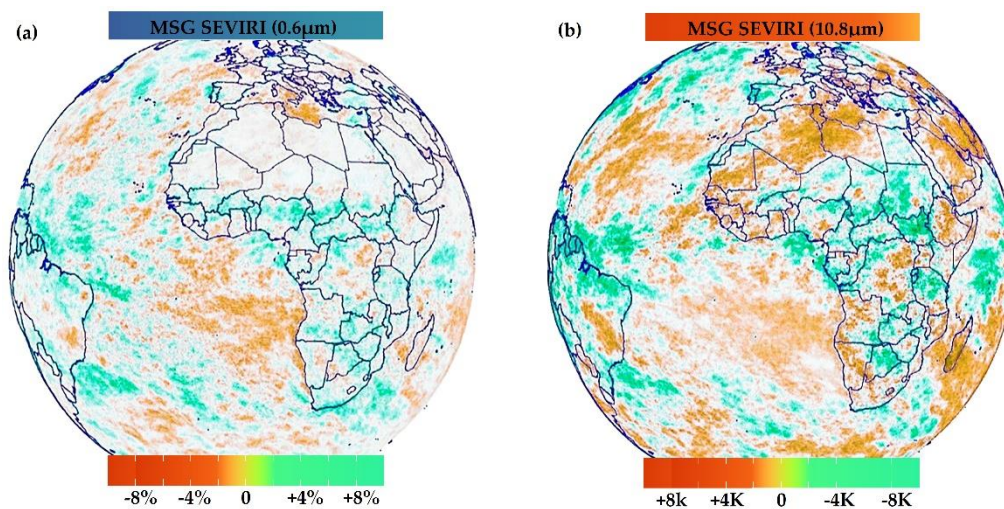 (a)
MSG SEVIRI (0.6μm)
(b)
MSG SEVIRI (10.8μm)
-8% -4% 0 +4% +8%
+8k +4K 0 -4K -8K